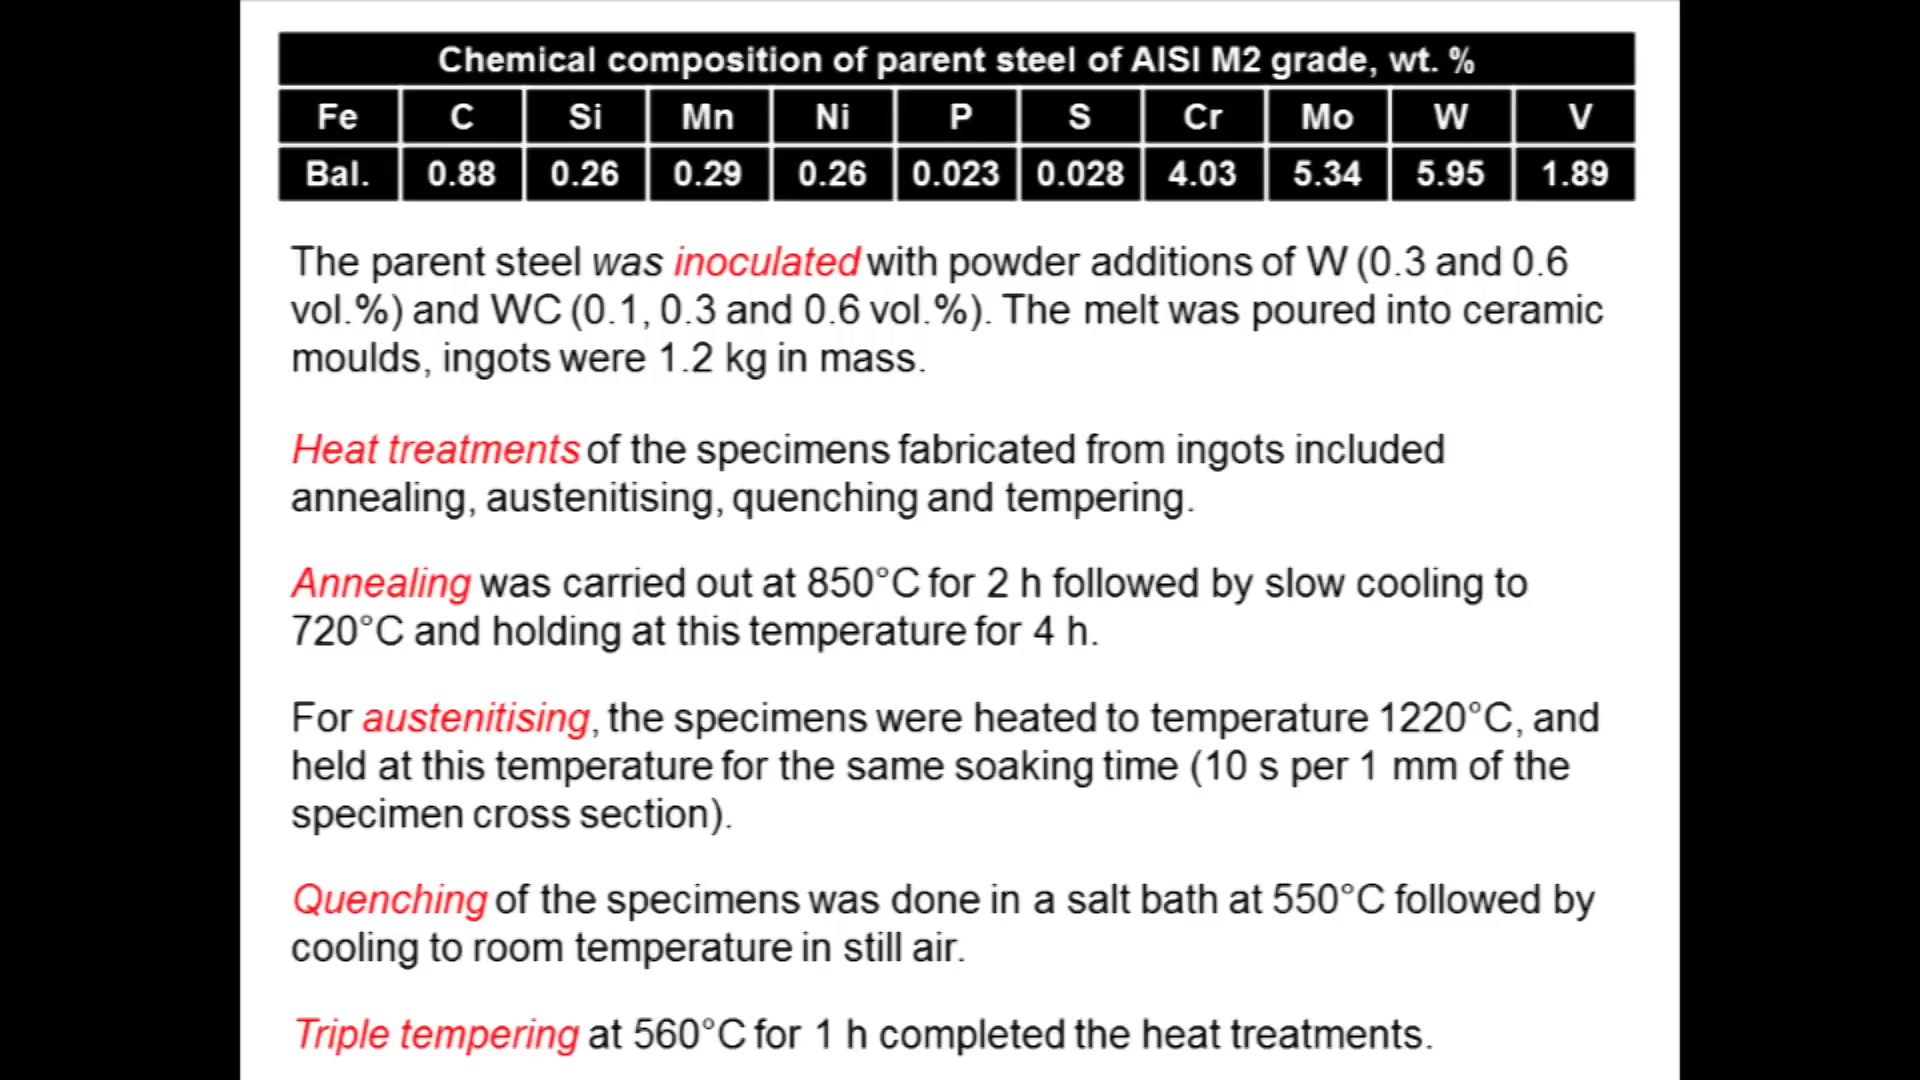 Chemical composition of parent steel of AISI M2 grade, wt. %
Fe C Si Mn Ni P S Cr Mo W V
Bal. 0.88 0.26 0.29 0.26 0.023 0.028 4.03 5.34 5.95 1.89
The parent steel was inoculated with powder additions of W (0.3 and 0.6
vol.%) and WC (0.1, 0.3 and 0.6 vol.%). The melt was poured into ceramic
moulds, ingots were 1.2 kg in mass.
Heat treatments of the specimens fabricated from ingots included
annealing, austenitising, quenching and tempering.
Annealing was carried out at 850°C for 2 h followed by slow cooling to
720°C and holding at this temperature for 4 h.
For austenitising, the specimens were heated to temperature 1220°C, and
held at this temperature for the same soaking time (10 s per 1 mm of the
specimen cross section).
Quenching of the specimens was done in a salt bath at 550°C followed by
cooling to room temperature in still air.
Triple tempering at 560°C for 1 h completed the heat treatments.